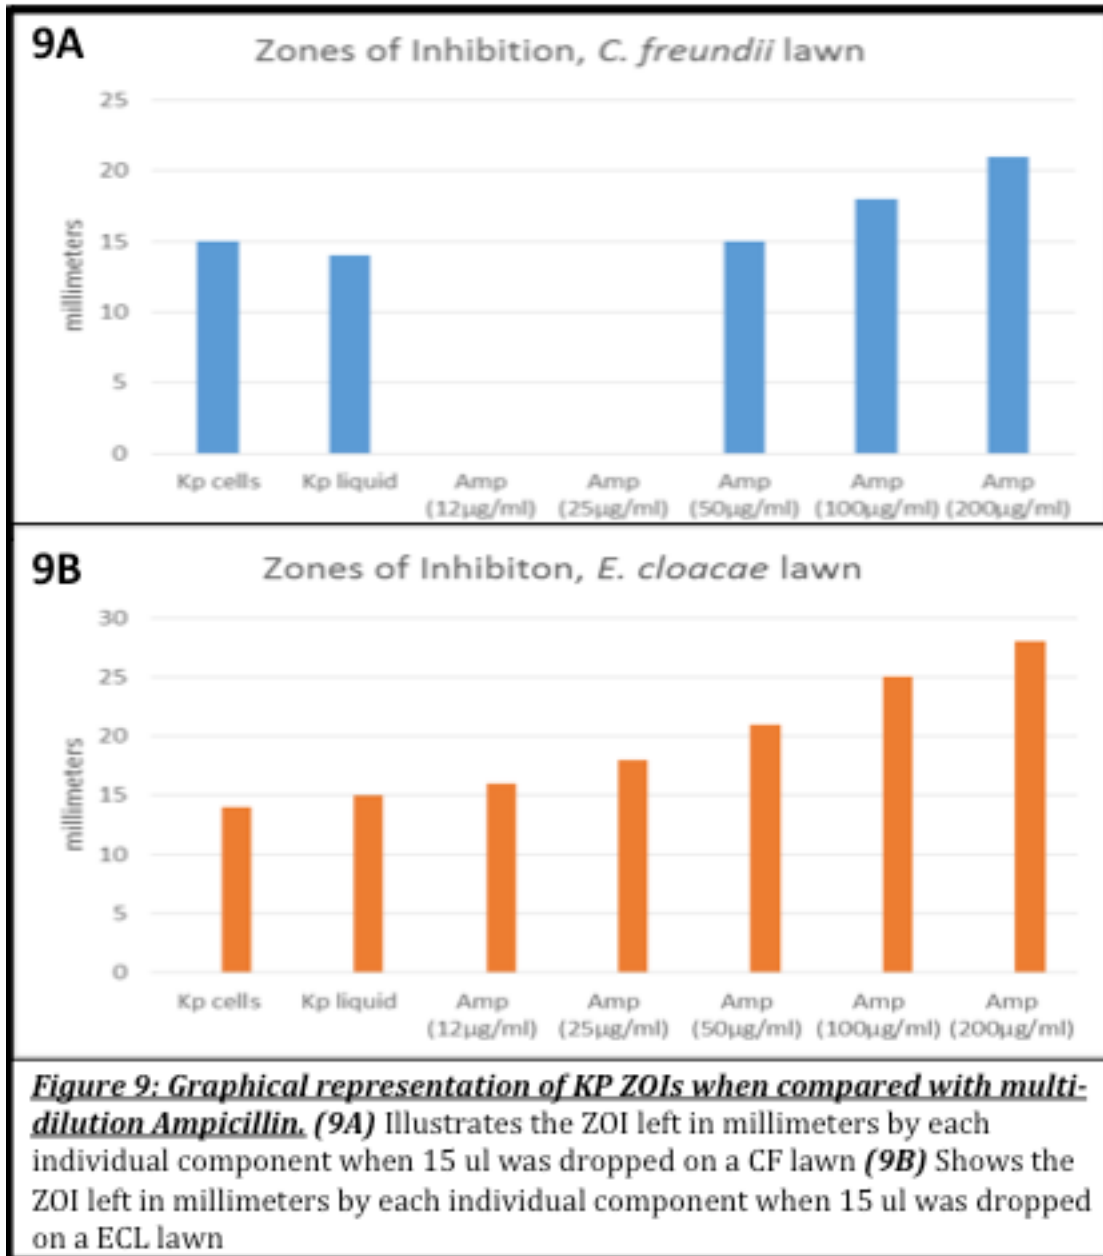 9A
Zones of Inhibition, C. freundii lawn
25
20
15
10
5
0
millimeters
Kp cells
Kp liquid
Amp
(12µg/ml)
Amp
(25µg/ml)
Amp
(50µg/ml)
Amp
(100µg/ml)
Amp
(200µg/ml)
9B
Zones of Inhibiton, E. cloacae lawn
30
25
20
15
10
5
0
millimeters
Kp cells
Kp liquid
Amp
(12µg/ml)
Amp
(25µg/ml)
Amp
(50µg/ml)
Amp
(100µg/ml)
Amp
(200µg/ml)
Figure 9: Graphical representation of KP ZOIs when compared with multi-
dilution Ampicillin. (9A) Illustrates the ZOI left in millimeters by each
individual component when 15 ul was dropped on a CF lawn (9B) Shows the
ZOI left in millimeters by each individual component when 15 ul was dropped
on a ECL lawn